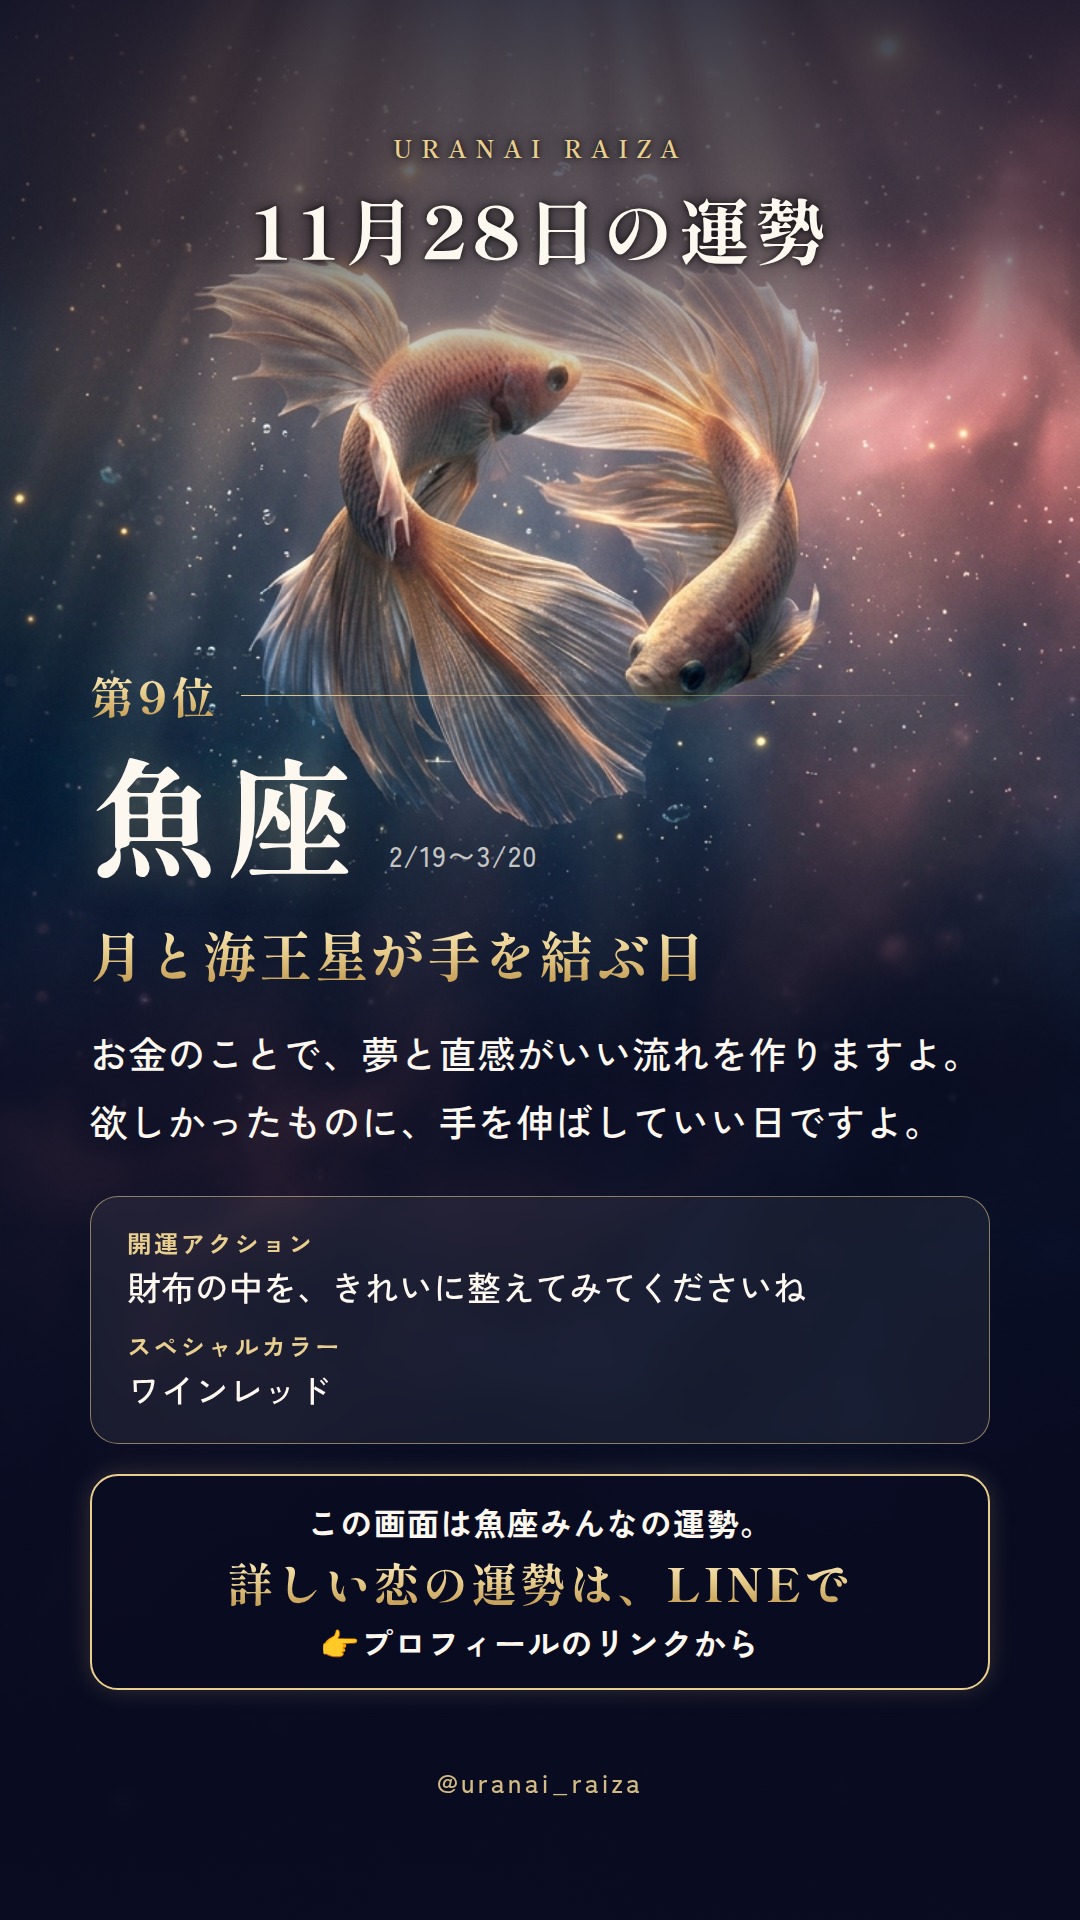 URANAI RAIZA
11月28日の運勢
第9位
魚座 2/19〜3/20
月と海王星が手を結ぶ日
お金のことで、夢と直感がいい流れを作りますよ。
欲しかったものに、手を伸ばしていい日ですよ。
開運アクション
財布の中を、きれいに整えてみてくださいね
スペシャルカラー
ワインレッド
この画面は魚座みんなの運勢。
詳しい恋の運勢は、LINEで
👉プロフィールのリンクから
@uranai_raiza